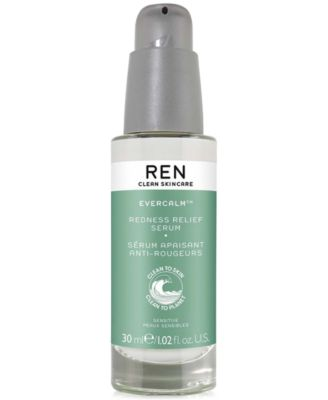 REN
CLEAN SKINCARE
EVERCALM™
REDNESS RELIEF
SERUM
•
SÉRUM APAISANT
ANTI-ROUGEURS
CLEAN TO SKIN
CLEAN TO PLANET
SENSITIVE
PEAUX SENSIBLES
30 ml℮/1.02 fl. oz. U.S.